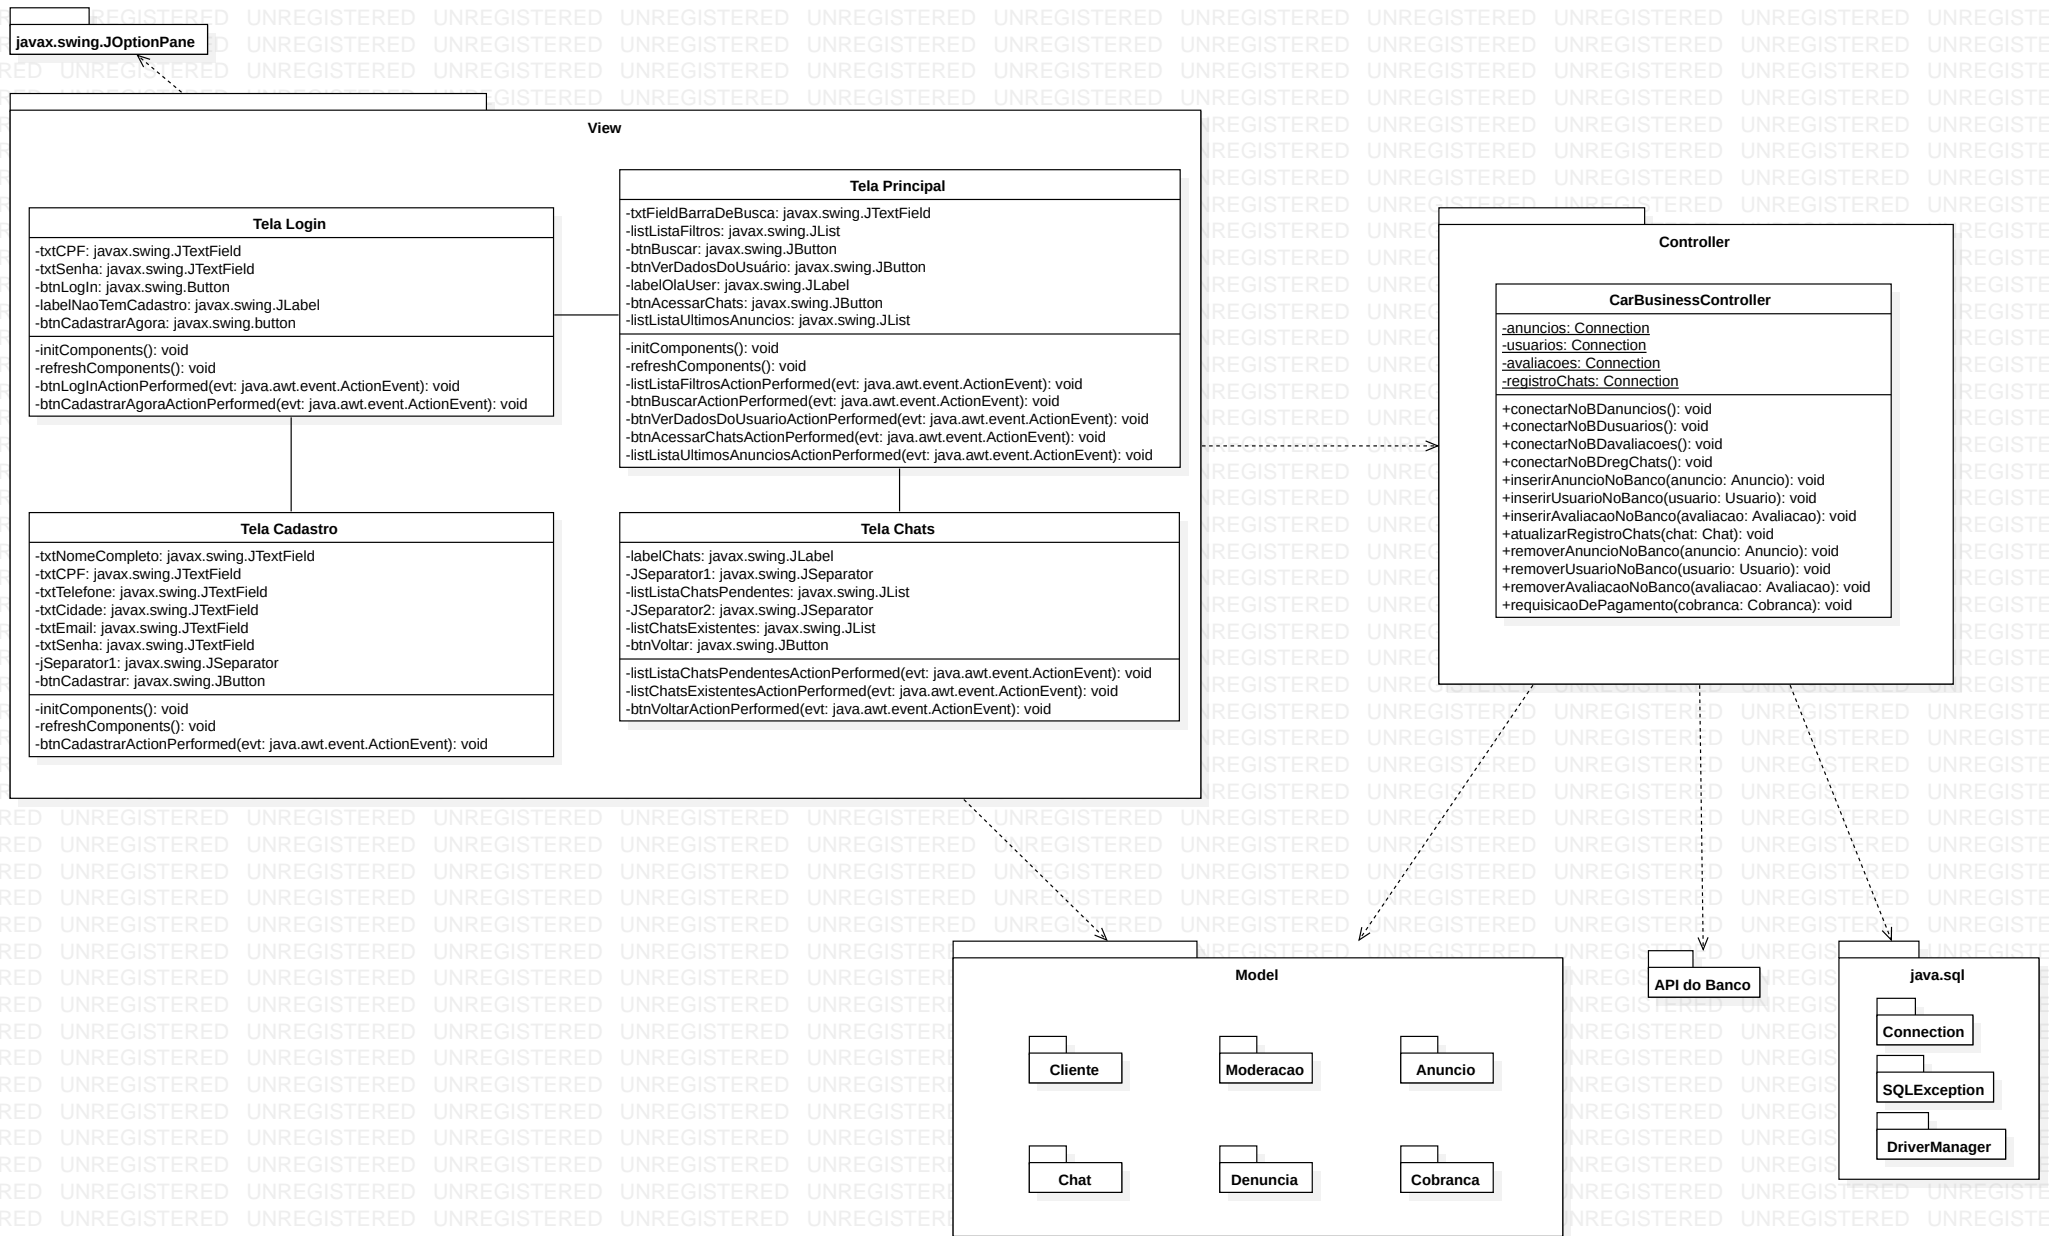 javax.swing.JOptionPane
View
Tela Login
-txtCPF: javax.swing.JTextField
-txtSenha: javax.swing.JTextField
-btnLogIn: javax.swing.Button
-labelNaoTemCadastro: javax.swing.JLabel
-btnCadastrarAgora: javax.swing.button
-initComponents(): void
-refreshComponents(): void
-btnLogInActionPerformed(evt: java.awt.event.ActionEvent): void
-btnCadastrarAgoraActionPerformed(evt: java.awt.event.ActionEvent): void
Tela Principal
-txtFieldBarraDeBusca: javax.swing.JTextField
-listListaFiltros: javax.swing.JList
-btnBuscar: javax.swing.JButton
-btnVerDadosDoUsuário: javax.swing.JButton
-labelOlaUser: javax.swing.JLabel
-btnAcessarChats: javax.swing.JButton
-listListaUltimosAnuncios: javax.swing.JList
-initComponents(): void
-refreshComponents(): void
-listListaFiltrosActionPerformed(evt: java.awt.event.ActionEvent): void
-btnBuscarActionPerformed(evt: java.awt.event.ActionEvent): void
-btnVerDadosDoUsuarioActionPerformed(evt: java.awt.event.ActionEvent): void
-btnAcessarChatsActionPerformed(evt: java.awt.event.ActionEvent): void
-listListaUltimosAnunciosActionPerformed(evt: java.awt.event.ActionEvent): void
Tela Cadastro
-txtNomeCompleto: javax.swing.JTextField
-txtCPF: javax.swing.JTextField
-txtTelefone: javax.swing.JTextField
-txtCidade: javax.swing.JTextField
-txtEmail: javax.swing.JTextField
-txtSenha: javax.swing.JTextField
-jSeparator1: javax.swing.JSeparator
-btnCadastrar: javax.swing.JButton
-initComponents(): void
-refreshComponents(): void
-btnCadastrarActionPerformed(evt: java.awt.event.ActionEvent): void
Tela Chats
-labelChats: javax.swing.JLabel
-JSeparator1: javax.swing.JSeparator
-listListaChatsPendentes: javax.swing.JList
-JSeparator2: javax.swing.JSeparator
-listChatsExistentes: javax.swing.JList
-btnVoltar: javax.swing.JButton
-listListaChatsPendentesActionPerformed(evt: java.awt.event.ActionEvent): void
-listChatsExistentesActionPerformed(evt: java.awt.event.ActionEvent): void
-btnVoltarActionPerformed(evt: java.awt.event.ActionEvent): void
Controller
CarBusinessController
-anuncios: Connection
-usuarios: Connection
-avaliacoes: Connection
-registroChats: Connection
+conectarNoBDanuncios(): void
+conectarNoBDusuarios(): void
+conectarNoBDavaliacoes(): void
+conectarNoBDregChats(): void
+inserirAnuncioNoBanco(anuncio: Anuncio): void
+inserirUsuarioNoBanco(usuario: Usuario): void
+inserirAvaliacaoNoBanco(avaliacao: Avaliacao): void
+atualizarRegistroChats(chat: Chat): void
+removerAnuncioNoBanco(anuncio: Anuncio): void
+removerUsuarioNoBanco(usuario: Usuario): void
+removerAvaliacaoNoBanco(avaliacao: Avaliacao): void
+requisicaoDePagamento(cobranca: Cobranca): void
Model
Cliente
Moderacao
Anuncio
Chat
Denuncia
Cobranca
API do Banco
java.sql
Connection
SQLException
DriverManager
UNREGISTERED